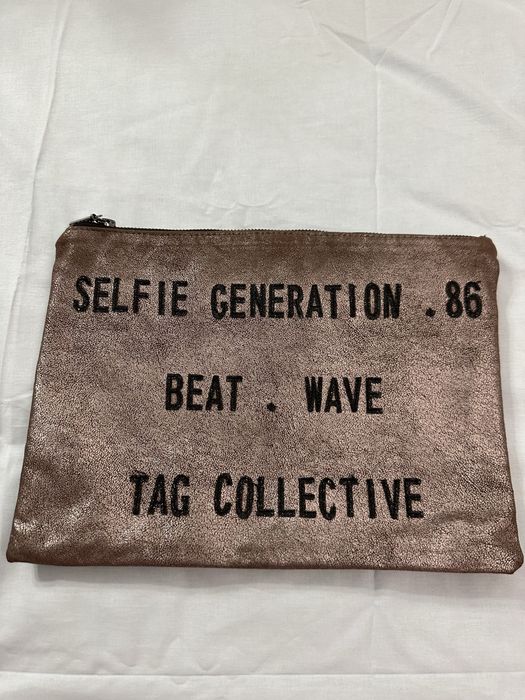 SELFIE GENERATION . 86
BEAT . WAVE
TAG COLLECTIVE